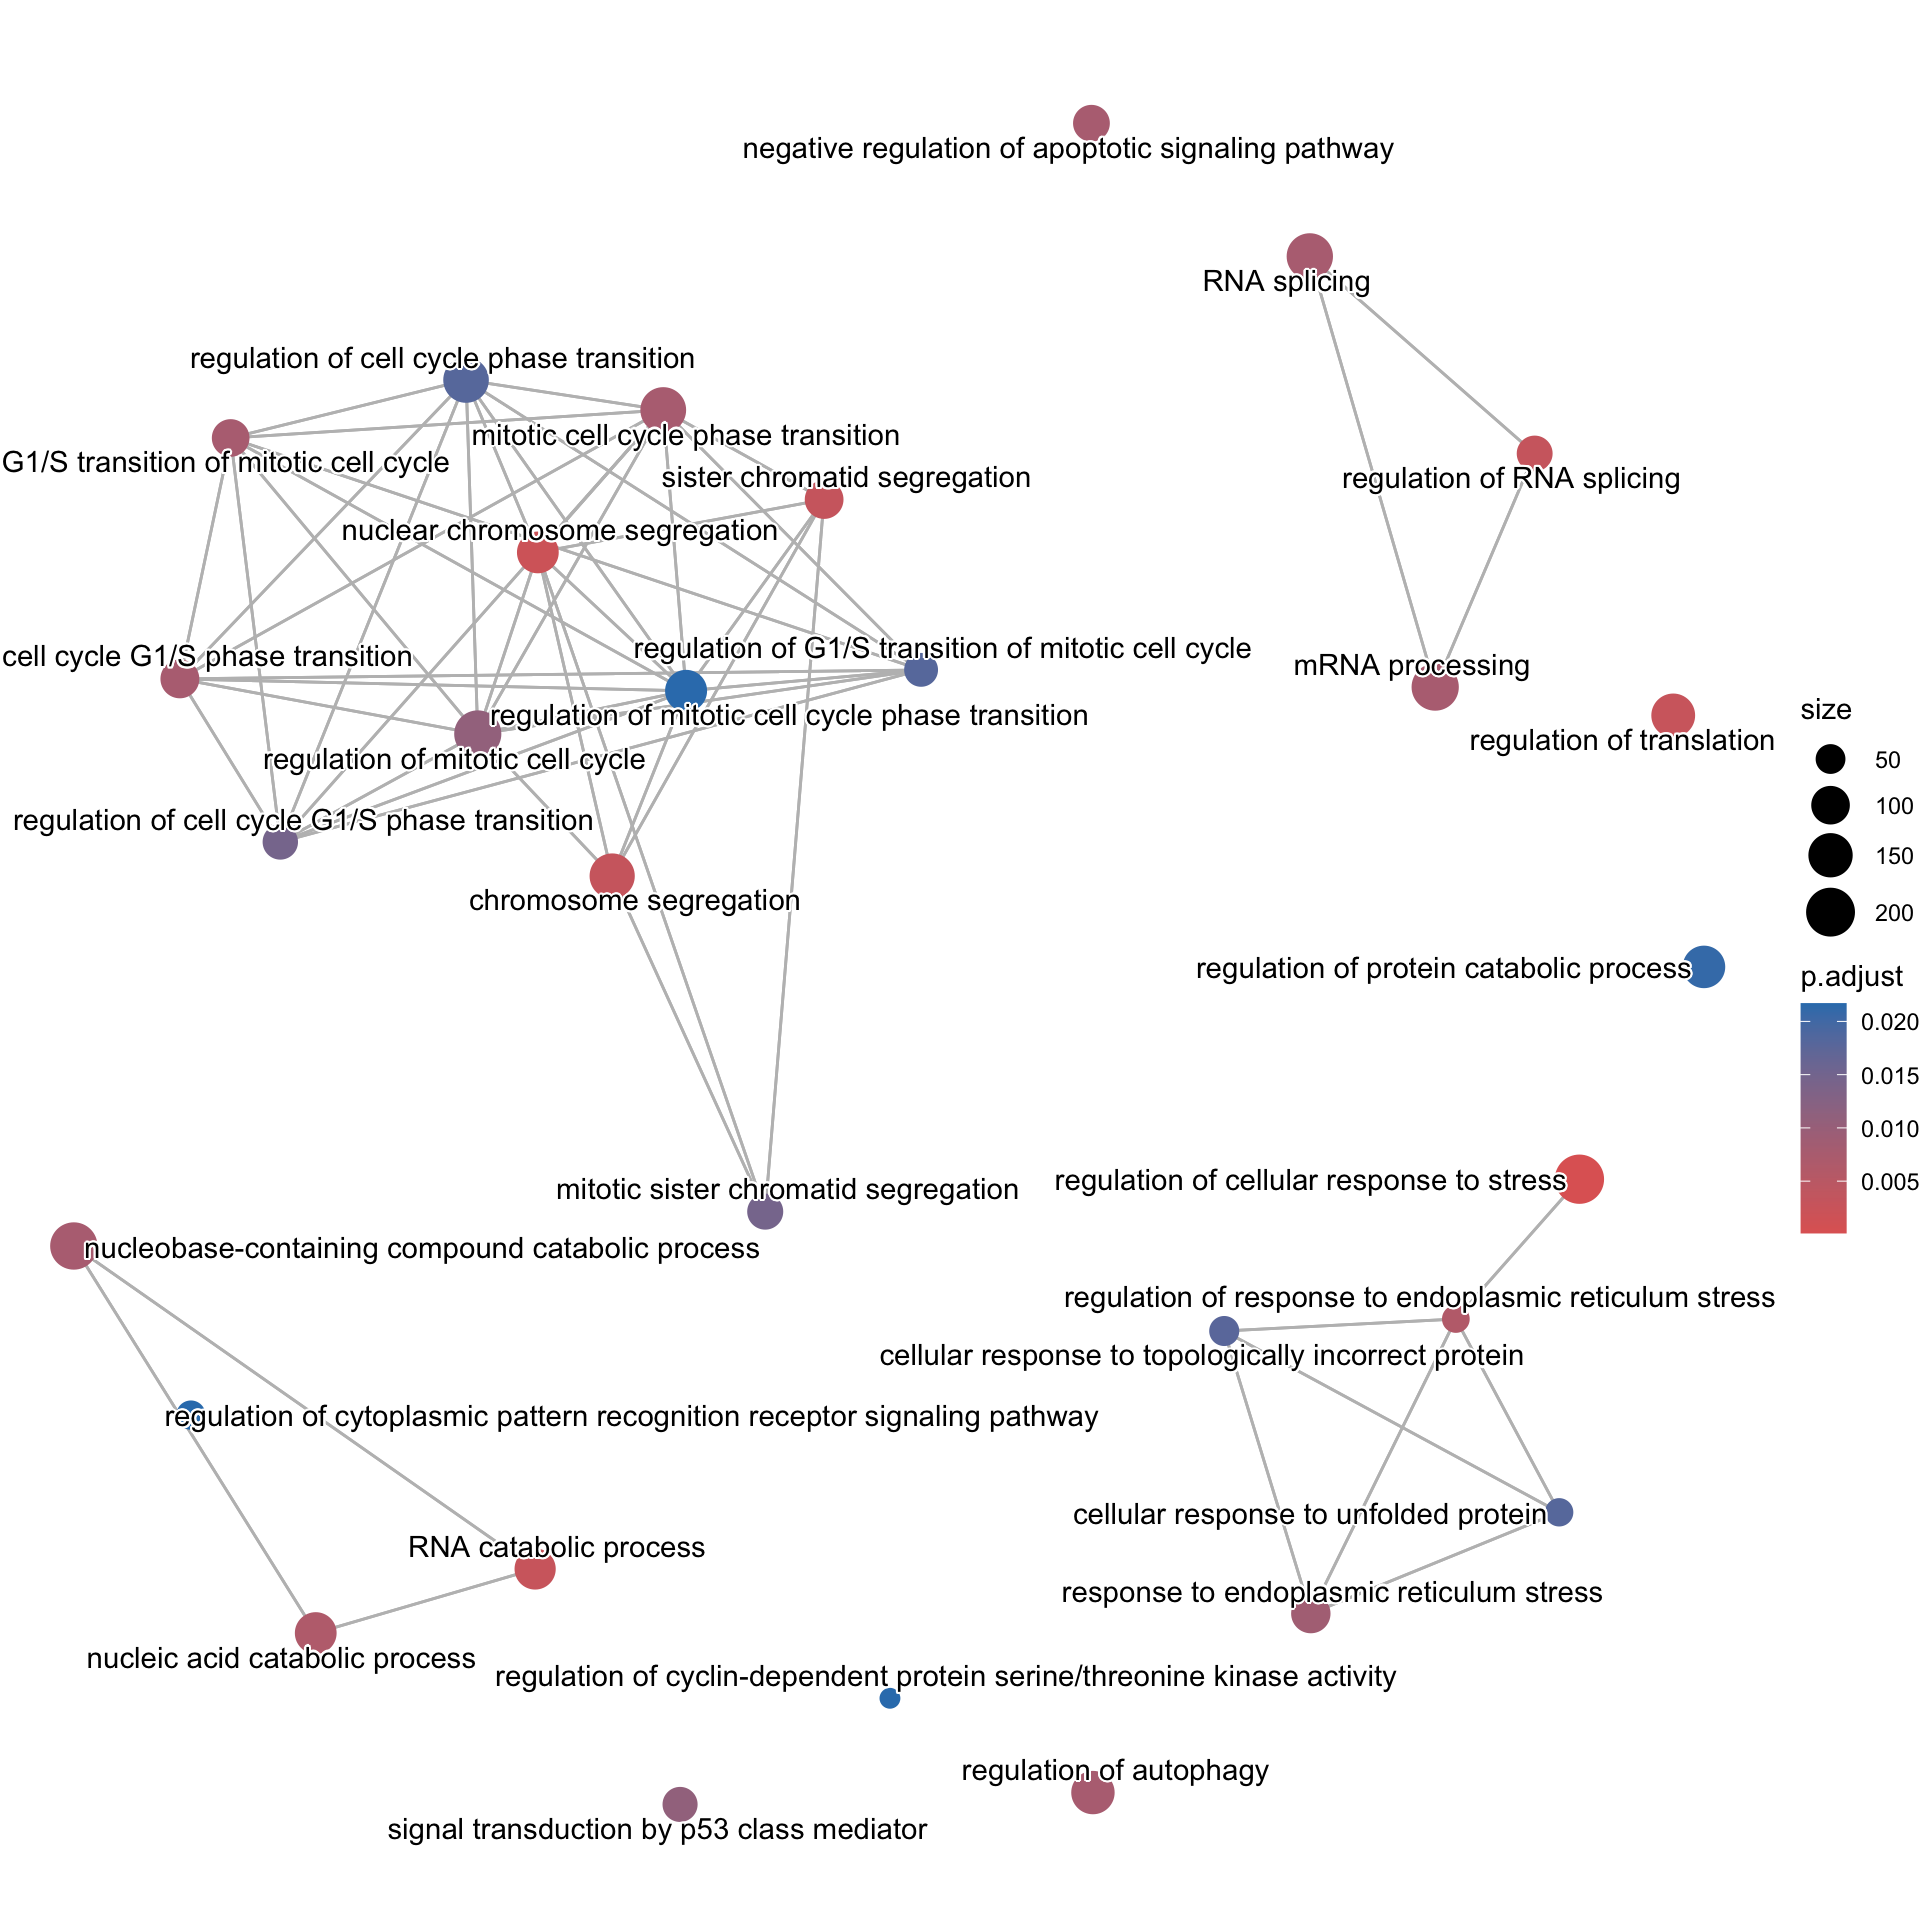 negative regulation of apoptotic signaling pathway
RNA splicing
regulation of cell cycle phase transition
mitotic cell cycle phase transition
G1/S transition of mitotic cell cycle
sister chromatid segregation
regulation of RNA splicing
nuclear chromosome segregation
regulation of G1/S transition of mitotic cell cycle
cell cycle G1/S phase transition
mRNA processing
regulation of mitotic cell cycle phase transition
regulation of translation
regulation of mitotic cell cycle
regulation of cell cycle G1/S phase transition
chromosome segregation
size
50
100
150
200
regulation of protein catabolic process
p.adjust
0.020
0.015
0.010
0.005
regulation of cellular response to stress
mitotic sister chromatid segregation
nucleobase-containing compound catabolic process
regulation of response to endoplasmic reticulum stress
cellular response to topologically incorrect protein
regulation of cytoplasmic pattern recognition receptor signaling pathway
cellular response to unfolded protein
RNA catabolic process
response to endoplasmic reticulum stress
nucleic acid catabolic process
regulation of cyclin-dependent protein serine/threonine kinase activity
regulation of autophagy
signal transduction by p53 class mediator